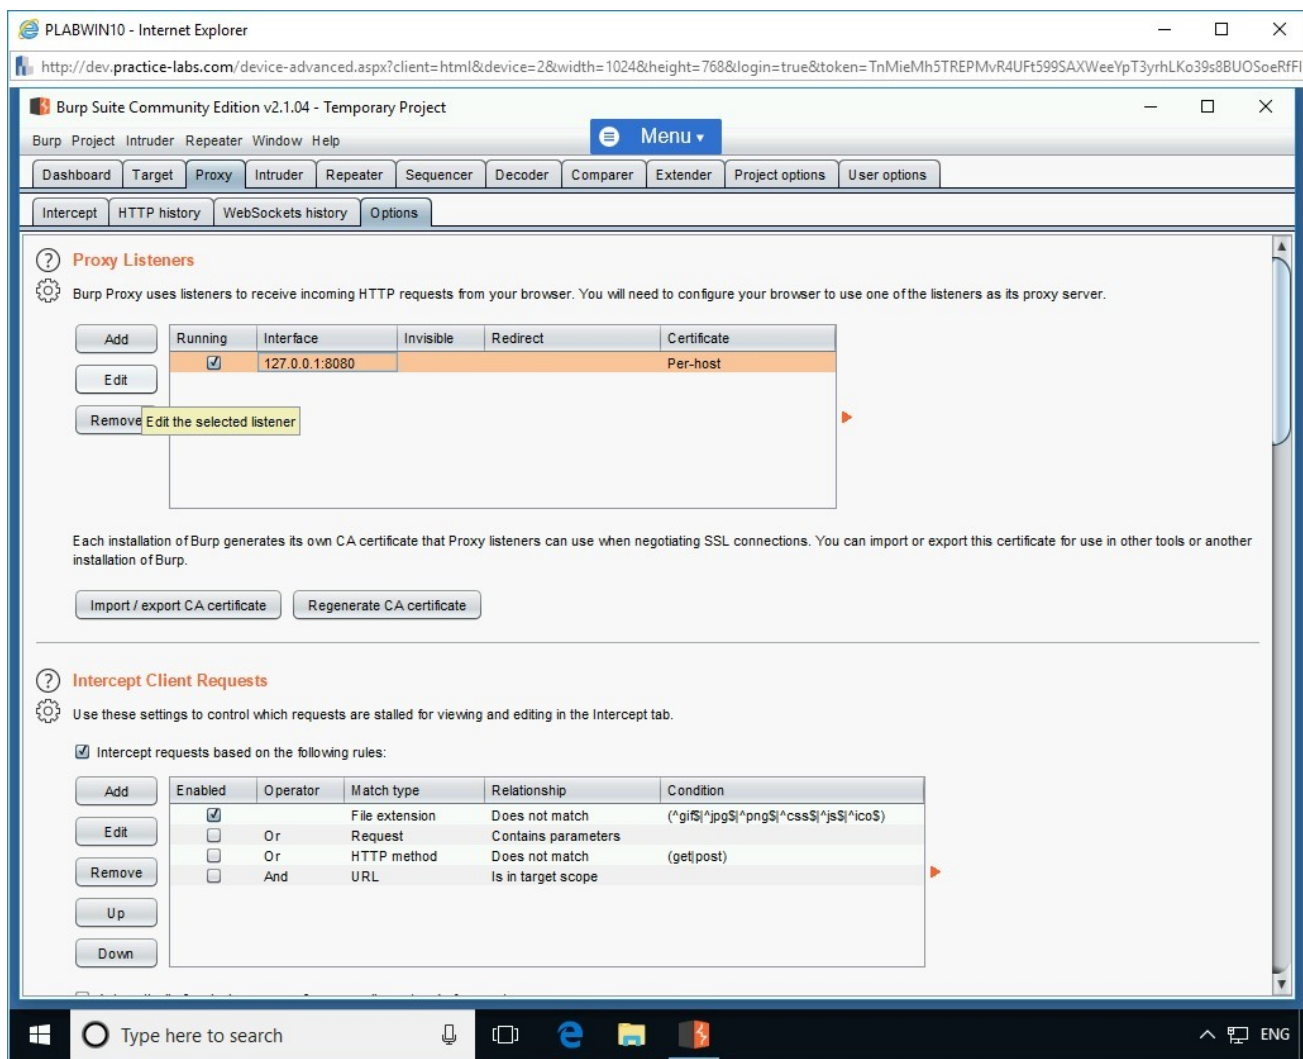 PLABWIN10 - Internet Explorer
http://dev.practice-labs.com/device-advanced.aspx?client=html&device=2&width=1024&height=768&login=true&token=TnMieMh5TREPMvR4UFt599SAXWeeYpT3yrhLKo39s8BUOSoeRfFl
Burp Suite Community Edition v2.1.04 - Temporary Project
Menu
Burp Project Intruder Repeater Window Help
Dashboard Target Proxy Intruder Repeater Sequencer Decoder Comparer Extender Project options User options
Intercept HTTP history WebSockets history Options
? Proxy Listeners
Burp Proxy uses listeners to receive incoming HTTP requests from your browser. You will need to configure your browser to use one of the listeners as its proxy server.
Add Running Interface Invisible Redirect Certificate
127.0.0.1:8080 Per-host
Edit
Remove Edit the selected listener
Each installation of Burp generates its own CA certificate that Proxy listeners can use when negotiating SSL connections. You can import or export this certificate for use in other tools or another
installation of Burp.
Import / export CA certificate Regenerate CA certificate
? Intercept Client Requests
Use these settings to control which requests are stalled for viewing and editing in the Intercept tab.
Intercept requests based on the following rules:
Add Enabled Operator Match type Relationship Condition
File extension Does not match (^gif$|^jpg$|^png$|^css$|^js$|^ico$)
Edit Or Request Contains parameters
Or HTTP method Does not match (get|post)
Remove And URL Is in target scope
Up
Down
Type here to search
ENG